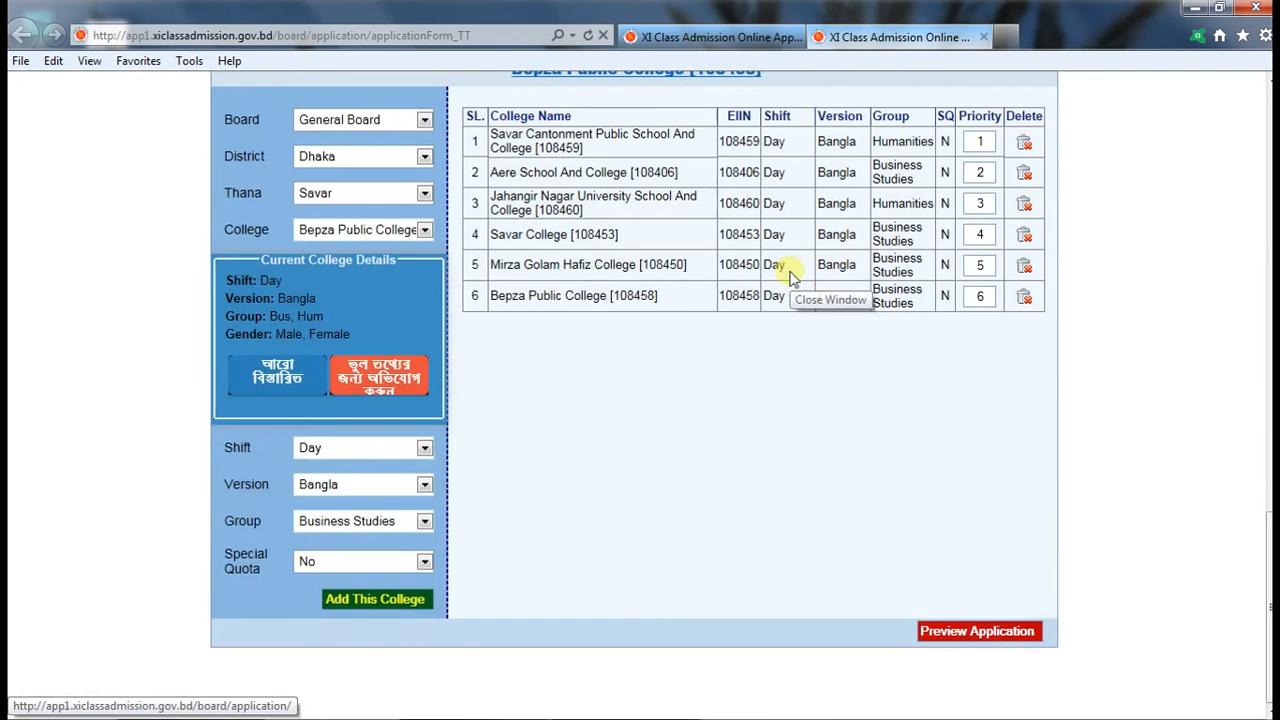 http://app1.xiclassadmission.gov.bd/board/application/applicationForm_TT
XI Class Admission Online App...
XI Class Admission Online ...
File Edit View Favorites Tools Help
Bepza Public College [108458]
Board General Board
District Dhaka
Thana Savar
College Bepza Public College
Current College Details
Shift: Day
Version: Bangla
Group: Bus, Hum
Gender: Male, Female
আরো
বিস্তারিত
ভুল তথ্যের
জন্য অভিযোগ
করুন
Shift Day
Version Bangla
Group Business Studies
Special
Quota No
Add This College
SL. College Name EIIN Shift Version Group SQ Priority Delete
1 Savar Cantonment Public School And
College [108459] 108459 Day Bangla Humanities N 1
2 Aere School And College [108406] 108406 Day Bangla Business
Studies N 2
3 Jahangir Nagar University School And
College [108460] 108460 Day Bangla Humanities N 3
4 Savar College [108453] 108453 Day Bangla Business
Studies N 4
5 Mirza Golam Hafiz College [108450] 108450 Day Bangla Business
Studies N 5
6 Bepza Public College [108458] 108458 Day Business
Studies N 6
Close Window
Preview Application
http://app1.xiclassadmission.gov.bd/board/application/